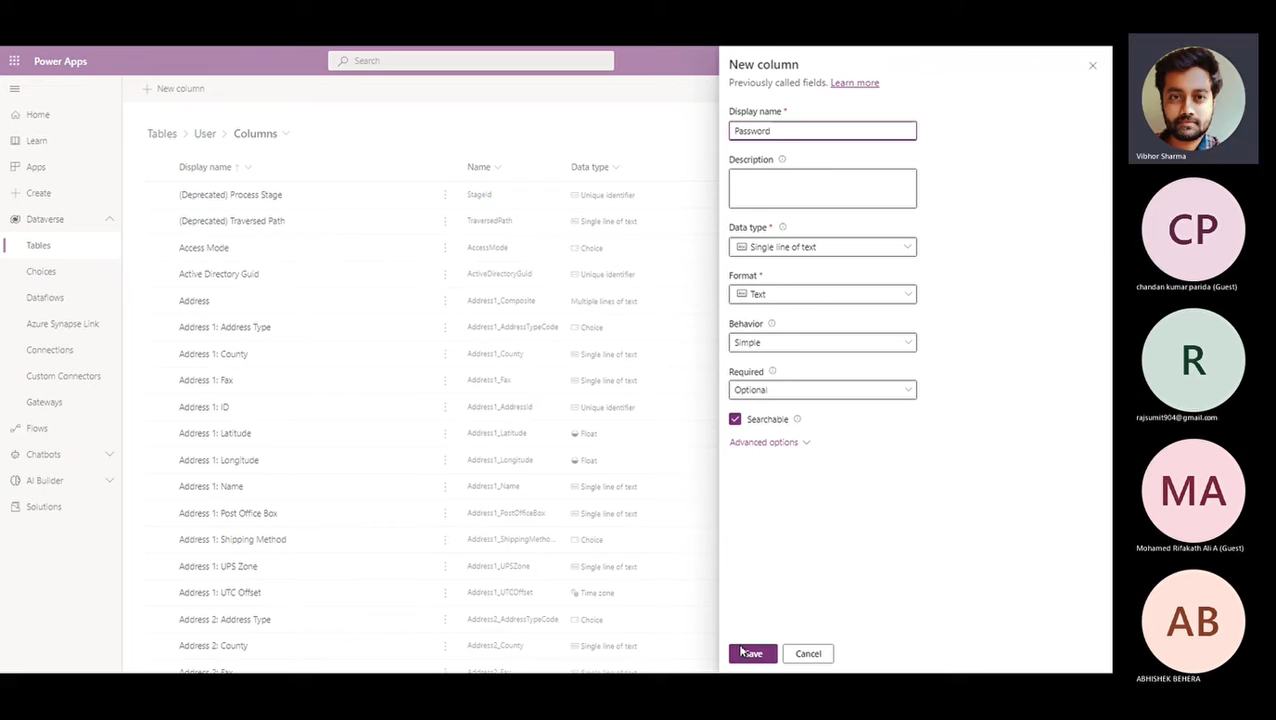 Power Apps
Search
New column
Home
Learn
Apps
Create
Dataverse
Tables
Choices
Dataflows
Azure Synapse Link
Connections
Custom Connectors
Gateways
Flows
Chatbots
AI Builder
Solutions
Tables > User > Columns
Display name ↑ Name Data type
(Deprecated) Process Stage StageId Unique identifier
(Deprecated) Traversed Path TraversedPath Single line of text
Access Mode AccessMode Choice
Active Directory Guid ActiveDirectoryGuid Unique identifier
Address Address1_Composite Multiple lines of text
Address 1: Address Type Address1_AddressTypeCode Choice
Address 1: County Address1_County Single line of text
Address 1: Fax Address1_Fax Single line of text
Address 1: ID Address1_AddressId Unique identifier
Address 1: Latitude Address1_Latitude Float
Address 1: Longitude Address1_Longitude Float
Address 1: Name Address1_Name Single line of text
Address 1: Post Office Box Address1_PostOfficeBox Single line of text
Address 1: Shipping Method Address1_ShippingMetho... Choice
Address 1: UPS Zone Address1_UPSZone Single line of text
Address 1: UTC Offset Address1_UTCOffset Time zone
Address 2: Address Type Address2_AddressTypeCode Choice
Address 2: County Address2_County Single line of text
Address 2: Fax Address2_Fax Single line of text
New column
Previously called fields. Learn more
Display name *
Password
Description
Data type *
Single line of text
Format *
Text
Behavior
Simple
Required
Optional
Searchable
Advanced options
Save Cancel
Vibhor Sharma
CP
chandan kumar parida (Guest)
R
rajsumit904@gmail.com
MA
Mohamed Rifakath Ali A (Guest)
AB
ABHISHEK BEHERA